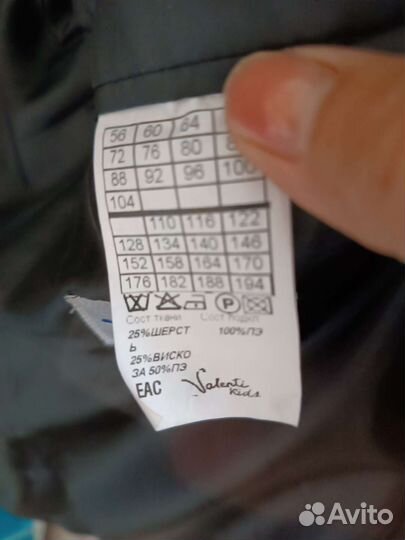 56 60 64
72 76 80
88 92 96 100
104
110 116 122
128 134 140 146
152 158 164 170
176 182 188 194
P
Сост ткани Сост подкл
25%ШЕРСТ 100%ПЭ
Ь
25%ВИСКО
ЗА 50%ПЭ
EAC Valenti
Kids
Avito